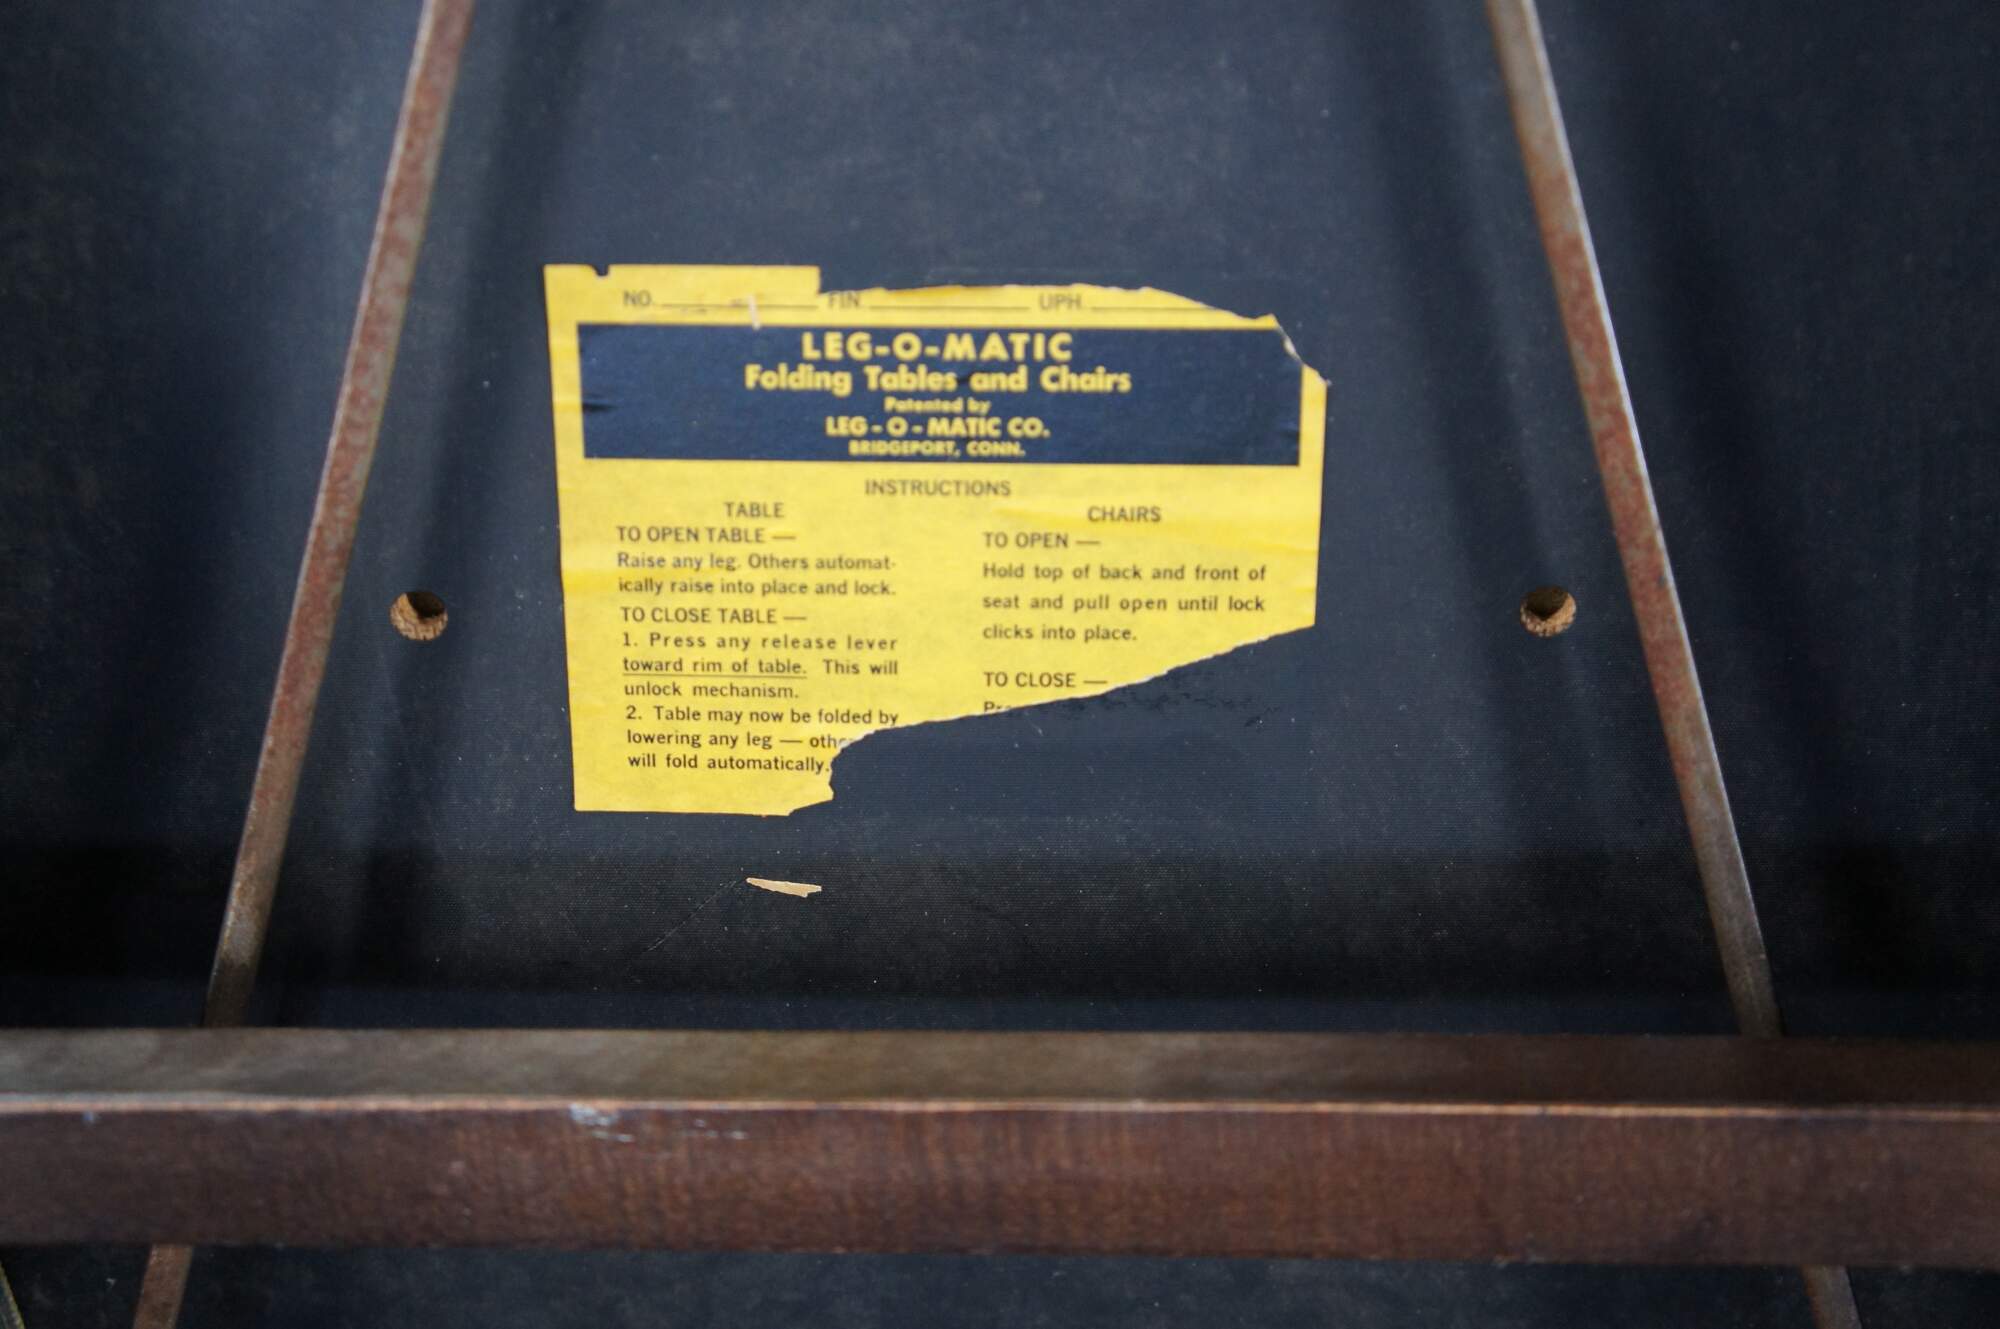 NO. FIN. UPH.
LEG-O-MATIC
Folding Tables and Chairs
Patented by
LEG-O-MATIC CO.
BRIDGEPORT, CONN.
INSTRUCTIONS
TABLE
TO OPEN TABLE —
Raise any leg. Others automat-
ically raise into place and lock.
TO CLOSE TABLE —
1. Press any release lever
toward rim of table. This will
unlock mechanism.
2. Table may now be folded by
lowering any leg —
will fold automatically.
CHAIRS
TO OPEN —
Hold top of back and front of
seat and pull open until lock
clicks into place.
TO CLOSE —